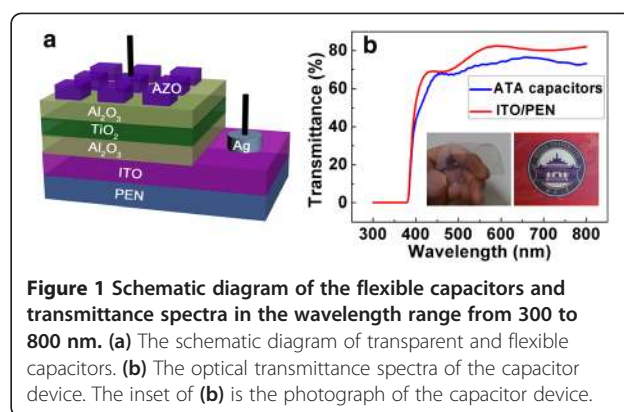 a
AZO
Al₂O₃
TiO₂
Al₂O₃
Ag
ITO
PEN
b
Transmittance (%)
80
60
40
20
0
ATA capacitors
ITO/PEN
300 400 500 600 700 800
Wavelength (nm)
Figure 1 Schematic diagram of the flexible capacitors and
transmittance spectra in the wavelength range from 300 to
800 nm. (a) The schematic diagram of transparent and flexible
capacitors. (b) The optical transmittance spectra of the capacitor
device. The inset of (b) is the photograph of the capacitor device.